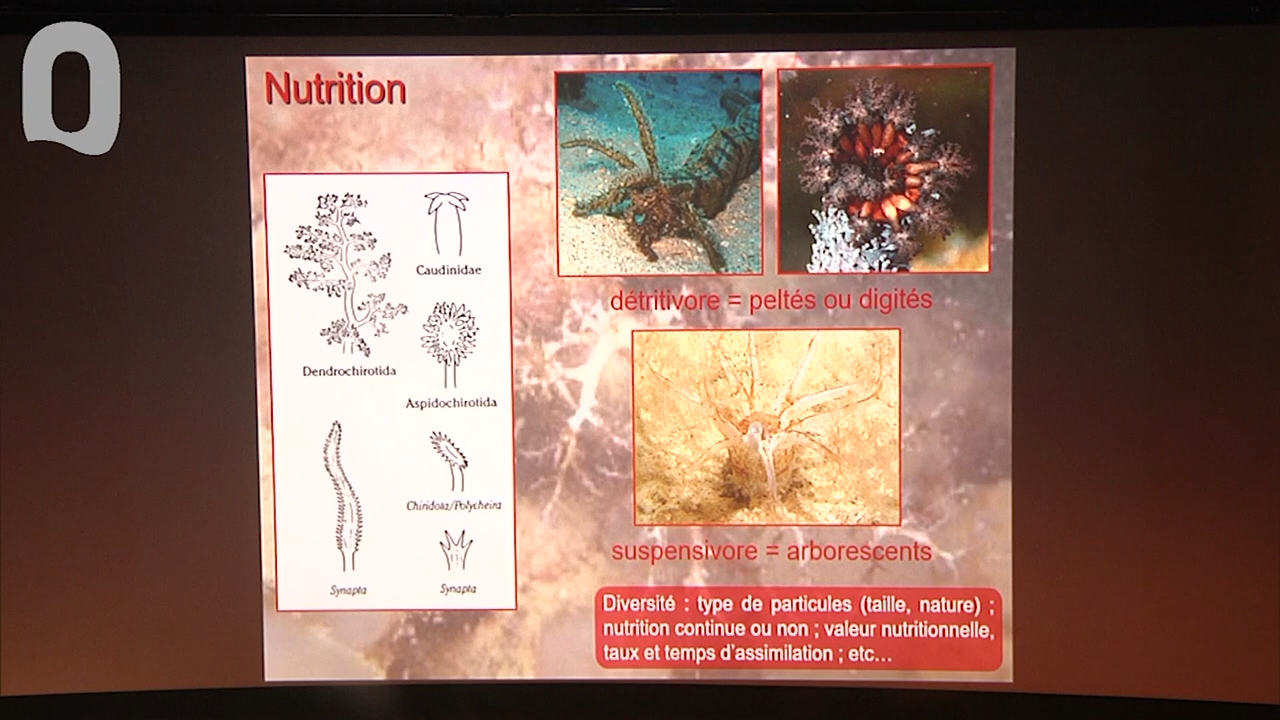 Nutrition
Caudinidae
Dendrochirotida
Aspidochirotida
Chiridota/Polycheira
Synapta
Synapta
détritivore = peltés ou digités
suspensivore = arborescents
Diversité : type de particules (taille, nature) ;
nutrition continue ou non ; valeur nutritionnelle,
taux et temps d'assimilation ; etc...